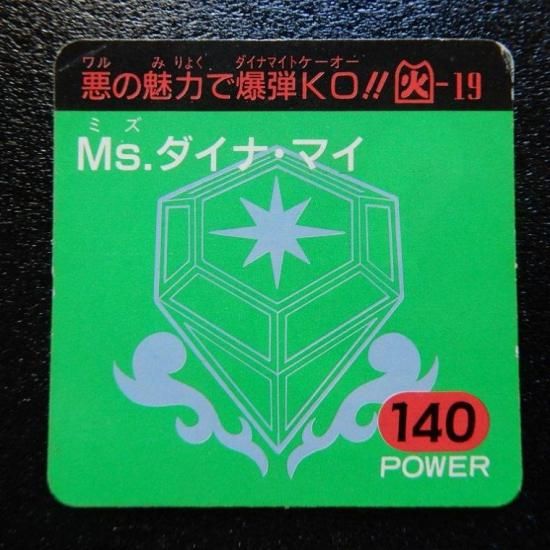 ワル みりょく ダイナマイトケーオー
悪の魅力で爆弾KO!! 火-19
ミズ
Ms.ダイナ・マイ
140
POWER